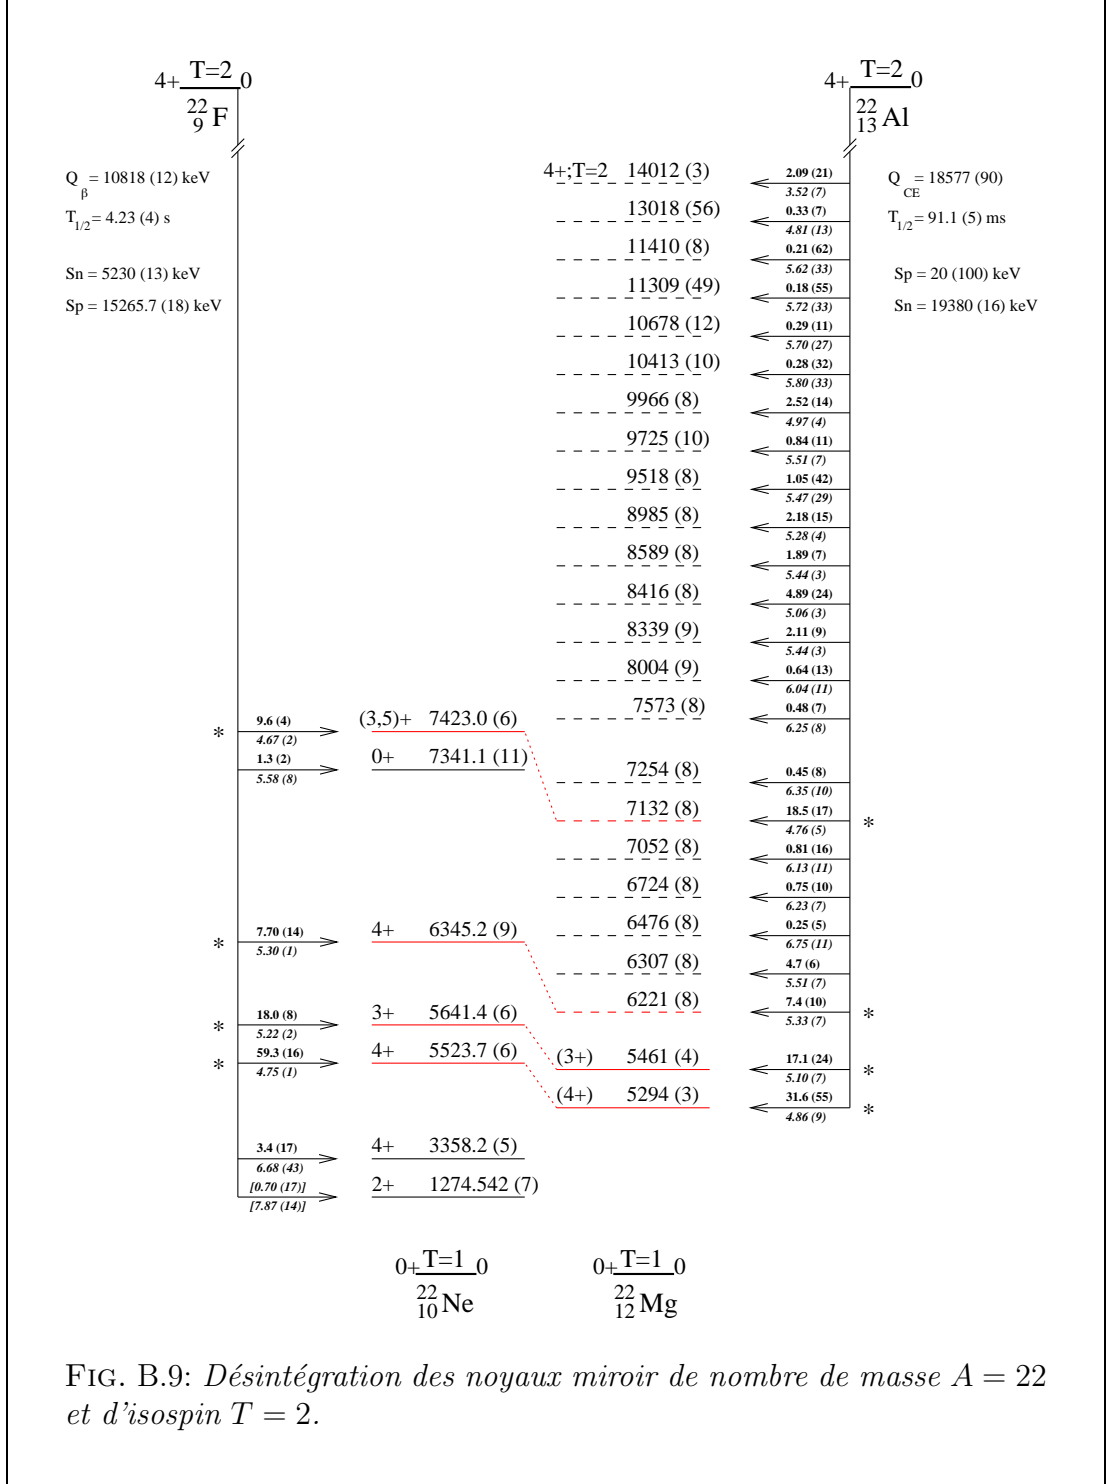 4+ T=2 0
22 9 F
Q β = 10818 (12) keV
T 1/2 = 4.23 (4) s
Sn = 5230 (13) keV
Sp = 15265.7 (18) keV
4+ T=2 0
22 13 Al
Q CE = 18577 (90)
T 1/2 = 91.1 (5) ms
Sp = 20 (100) keV
Sn = 19380 (16) keV
4+;T=2 14012 (3) 2.09 (21)
3.52 (7)
13018 (56) 0.33 (7)
4.81 (13)
11410 (8) 0.21 (62)
5.62 (33)
11309 (49) 0.18 (55)
5.72 (33)
10678 (12) 0.29 (11)
5.70 (27)
10413 (10) 0.28 (32)
5.80 (33)
9966 (8) 2.52 (14)
4.97 (4)
9725 (10) 0.84 (11)
5.51 (7)
9518 (8) 1.05 (42)
5.47 (29)
8985 (8) 2.18 (15)
5.28 (4)
8589 (8) 1.89 (7)
5.44 (3)
8416 (8) 4.89 (24)
5.06 (3)
8339 (9) 2.11 (9)
5.44 (3)
8004 (9) 0.64 (13)
6.04 (11)
7573 (8) 0.48 (7)
6.25 (8)
7254 (8) 0.45 (8)
6.35 (10)
7132 (8) 18.5 (17)
4.76 (5) *
7052 (8) 0.81 (16)
6.13 (11)
6724 (8) 0.75 (10)
6.23 (7)
6476 (8) 0.25 (5)
6.75 (11)
6307 (8) 4.7 (6)
5.51 (7)
6221 (8) 7.4 (10)
5.33 (7) *
(3+) 5461 (4) 17.1 (24)
5.10 (7) *
(4+) 5294 (3) 31.6 (55)
4.86 (9) *
9.6 (4) (3,5)+ 7423.0 (6)
* 4.67 (2)
1.3 (2) 0+ 7341.1 (11)
5.58 (8)
7.70 (14) 4+ 6345.2 (9)
* 5.30 (1)
18.0 (8) 3+ 5641.4 (6)
* 5.22 (2)
59.3 (16) 4+ 5523.7 (6)
* 4.75 (1)
3.4 (17) 4+ 3358.2 (5)
6.68 (43)
[0.70 (17)] 2+ 1274.542 (7)
[7.87 (14)]
0+ T=1 0
22 10 Ne
0+ T=1 0
22 12 Mg
FIG. B.9: Désintégration des noyaux miroir de nombre de masse A = 22
et d'isospin T = 2.